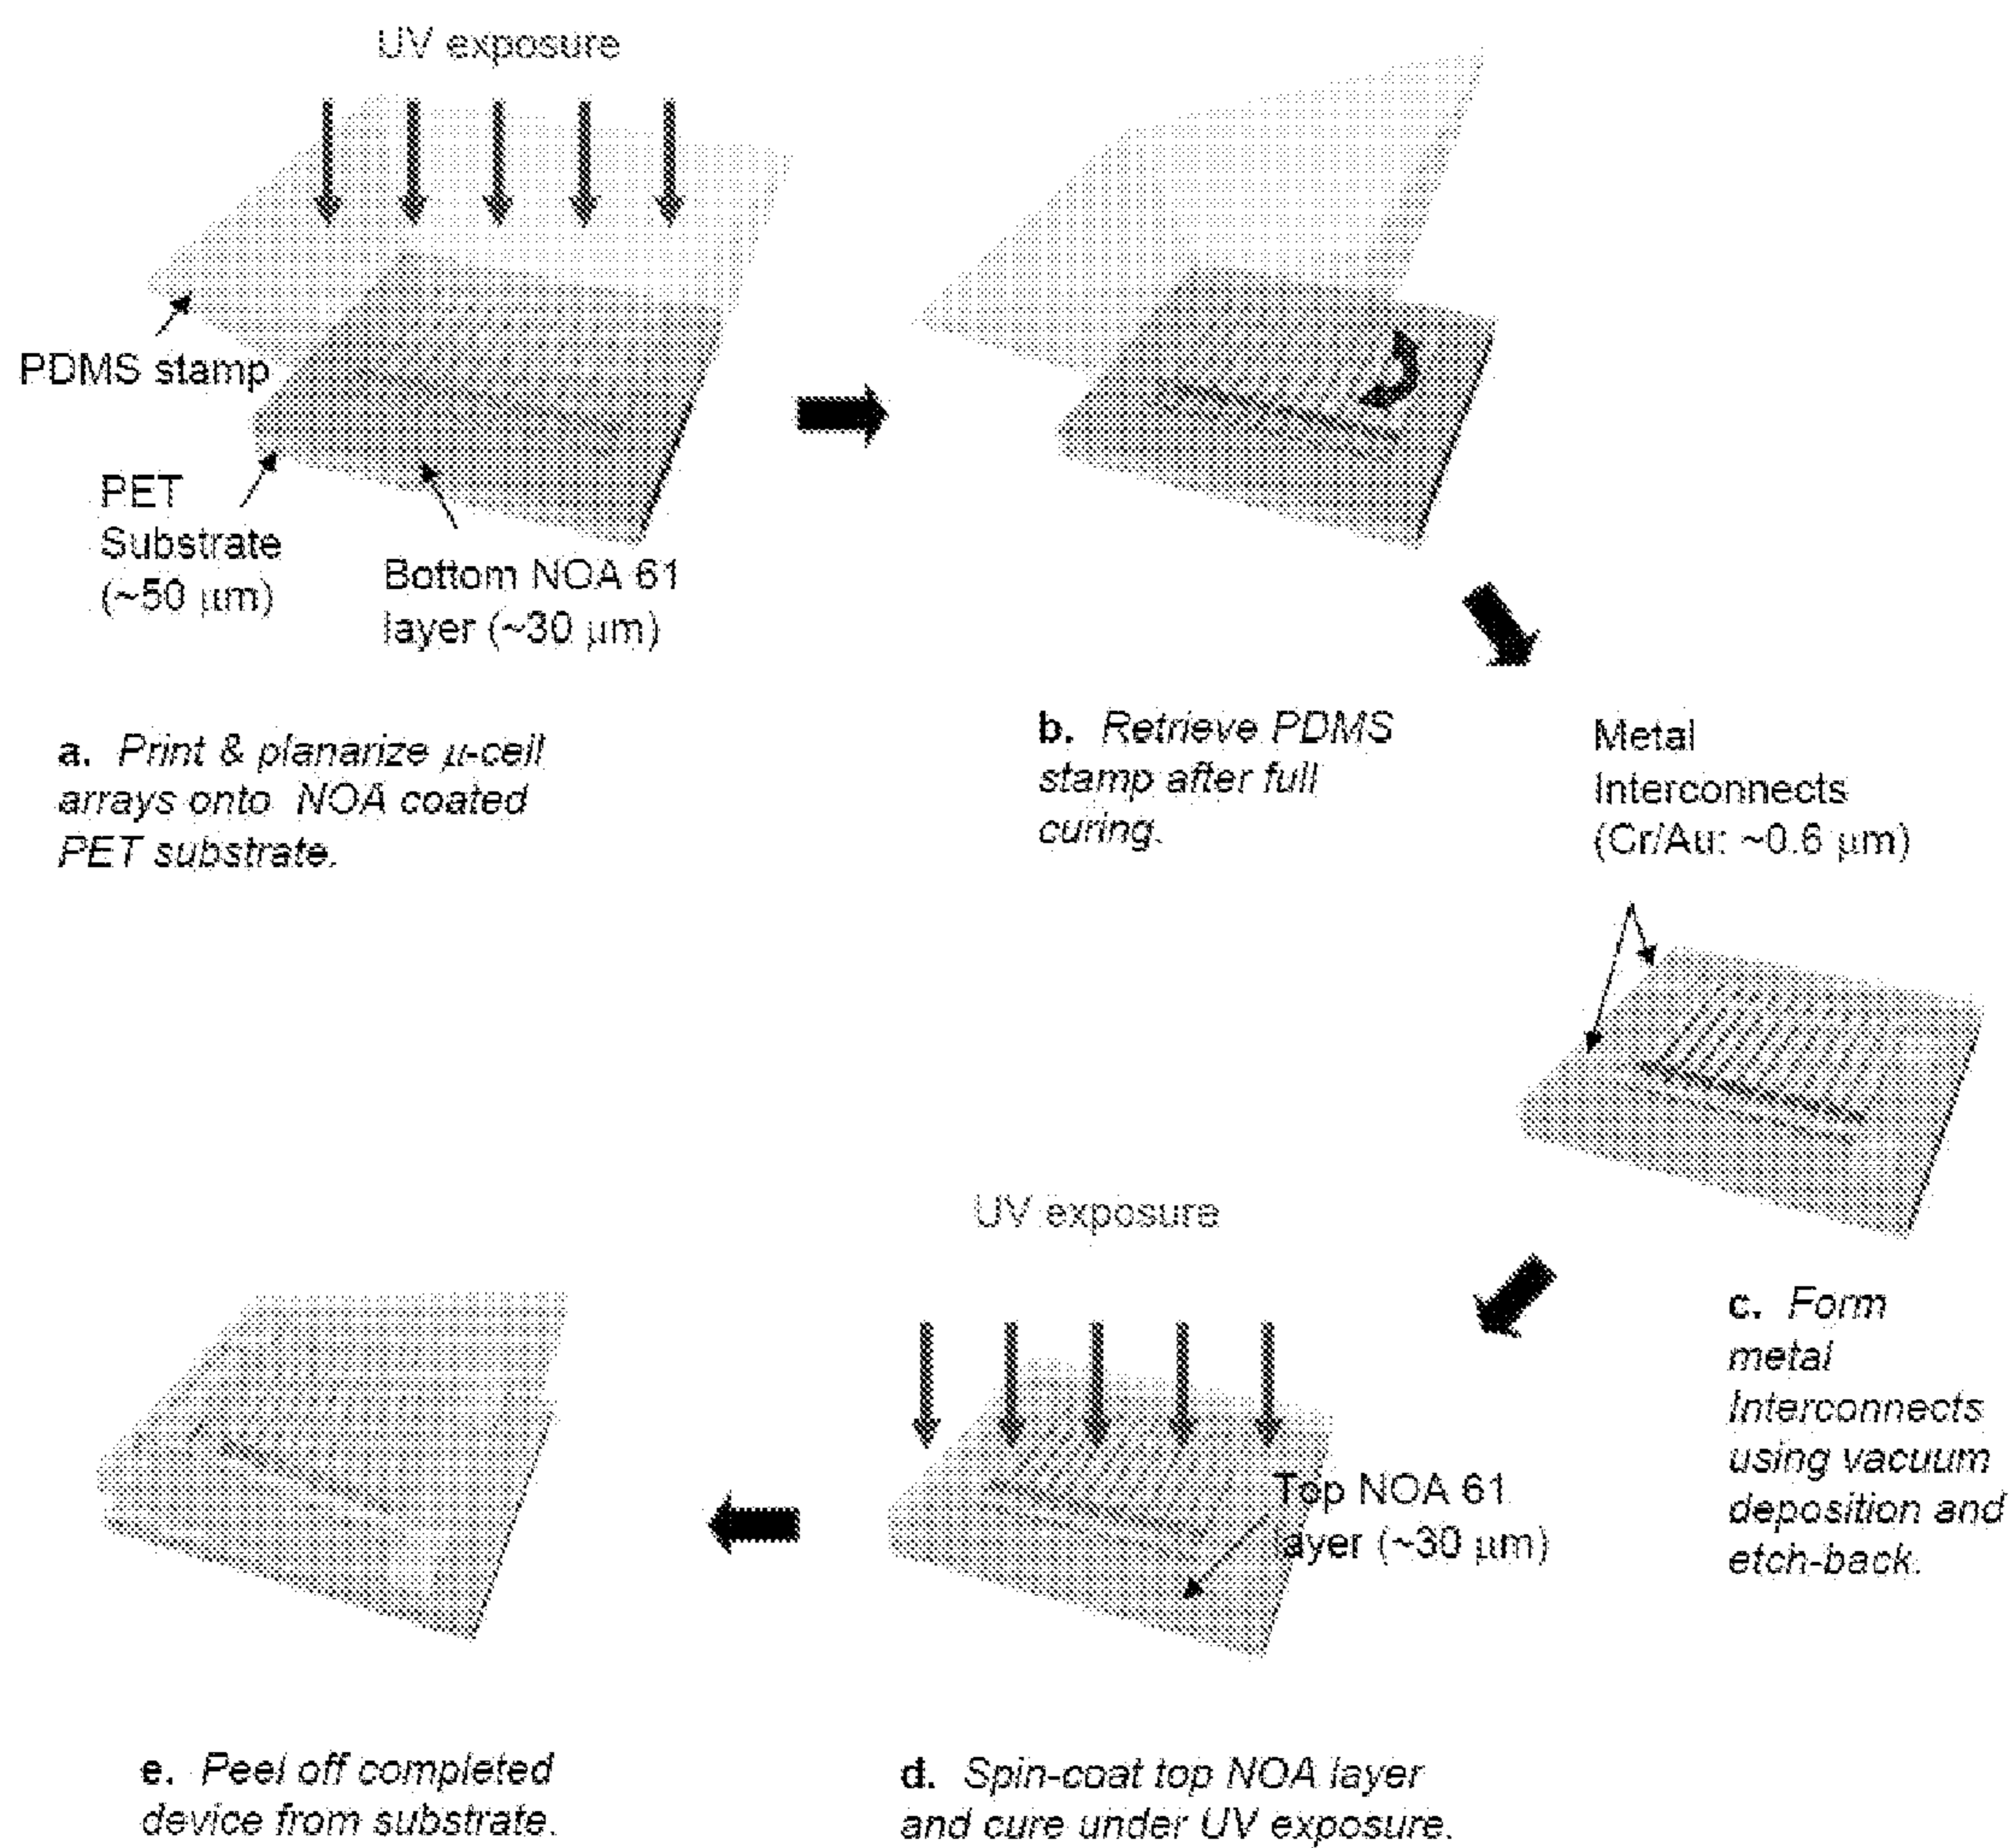 UV exposure
PDMS stamp
PET
Substrate
(~50 μm)
Bottom NOA 61
layer (~30 μm)
a. Print & planarize μ-cell
arrays onto NOA coated
PET substrate.
b. Retrieve PDMS
stamp after full
curing.
Metal
Interconnects
(Cr/Au: ~0.6 μm)
c. Form
metal
Interconnects
using vacuum
deposition and
etch-back.
UV exposure
Top NOA 61
layer (~30 μm)
d. Spin-coat top NOA layer
and cure under UV exposure.
e. Peel off completed
device from substrate.